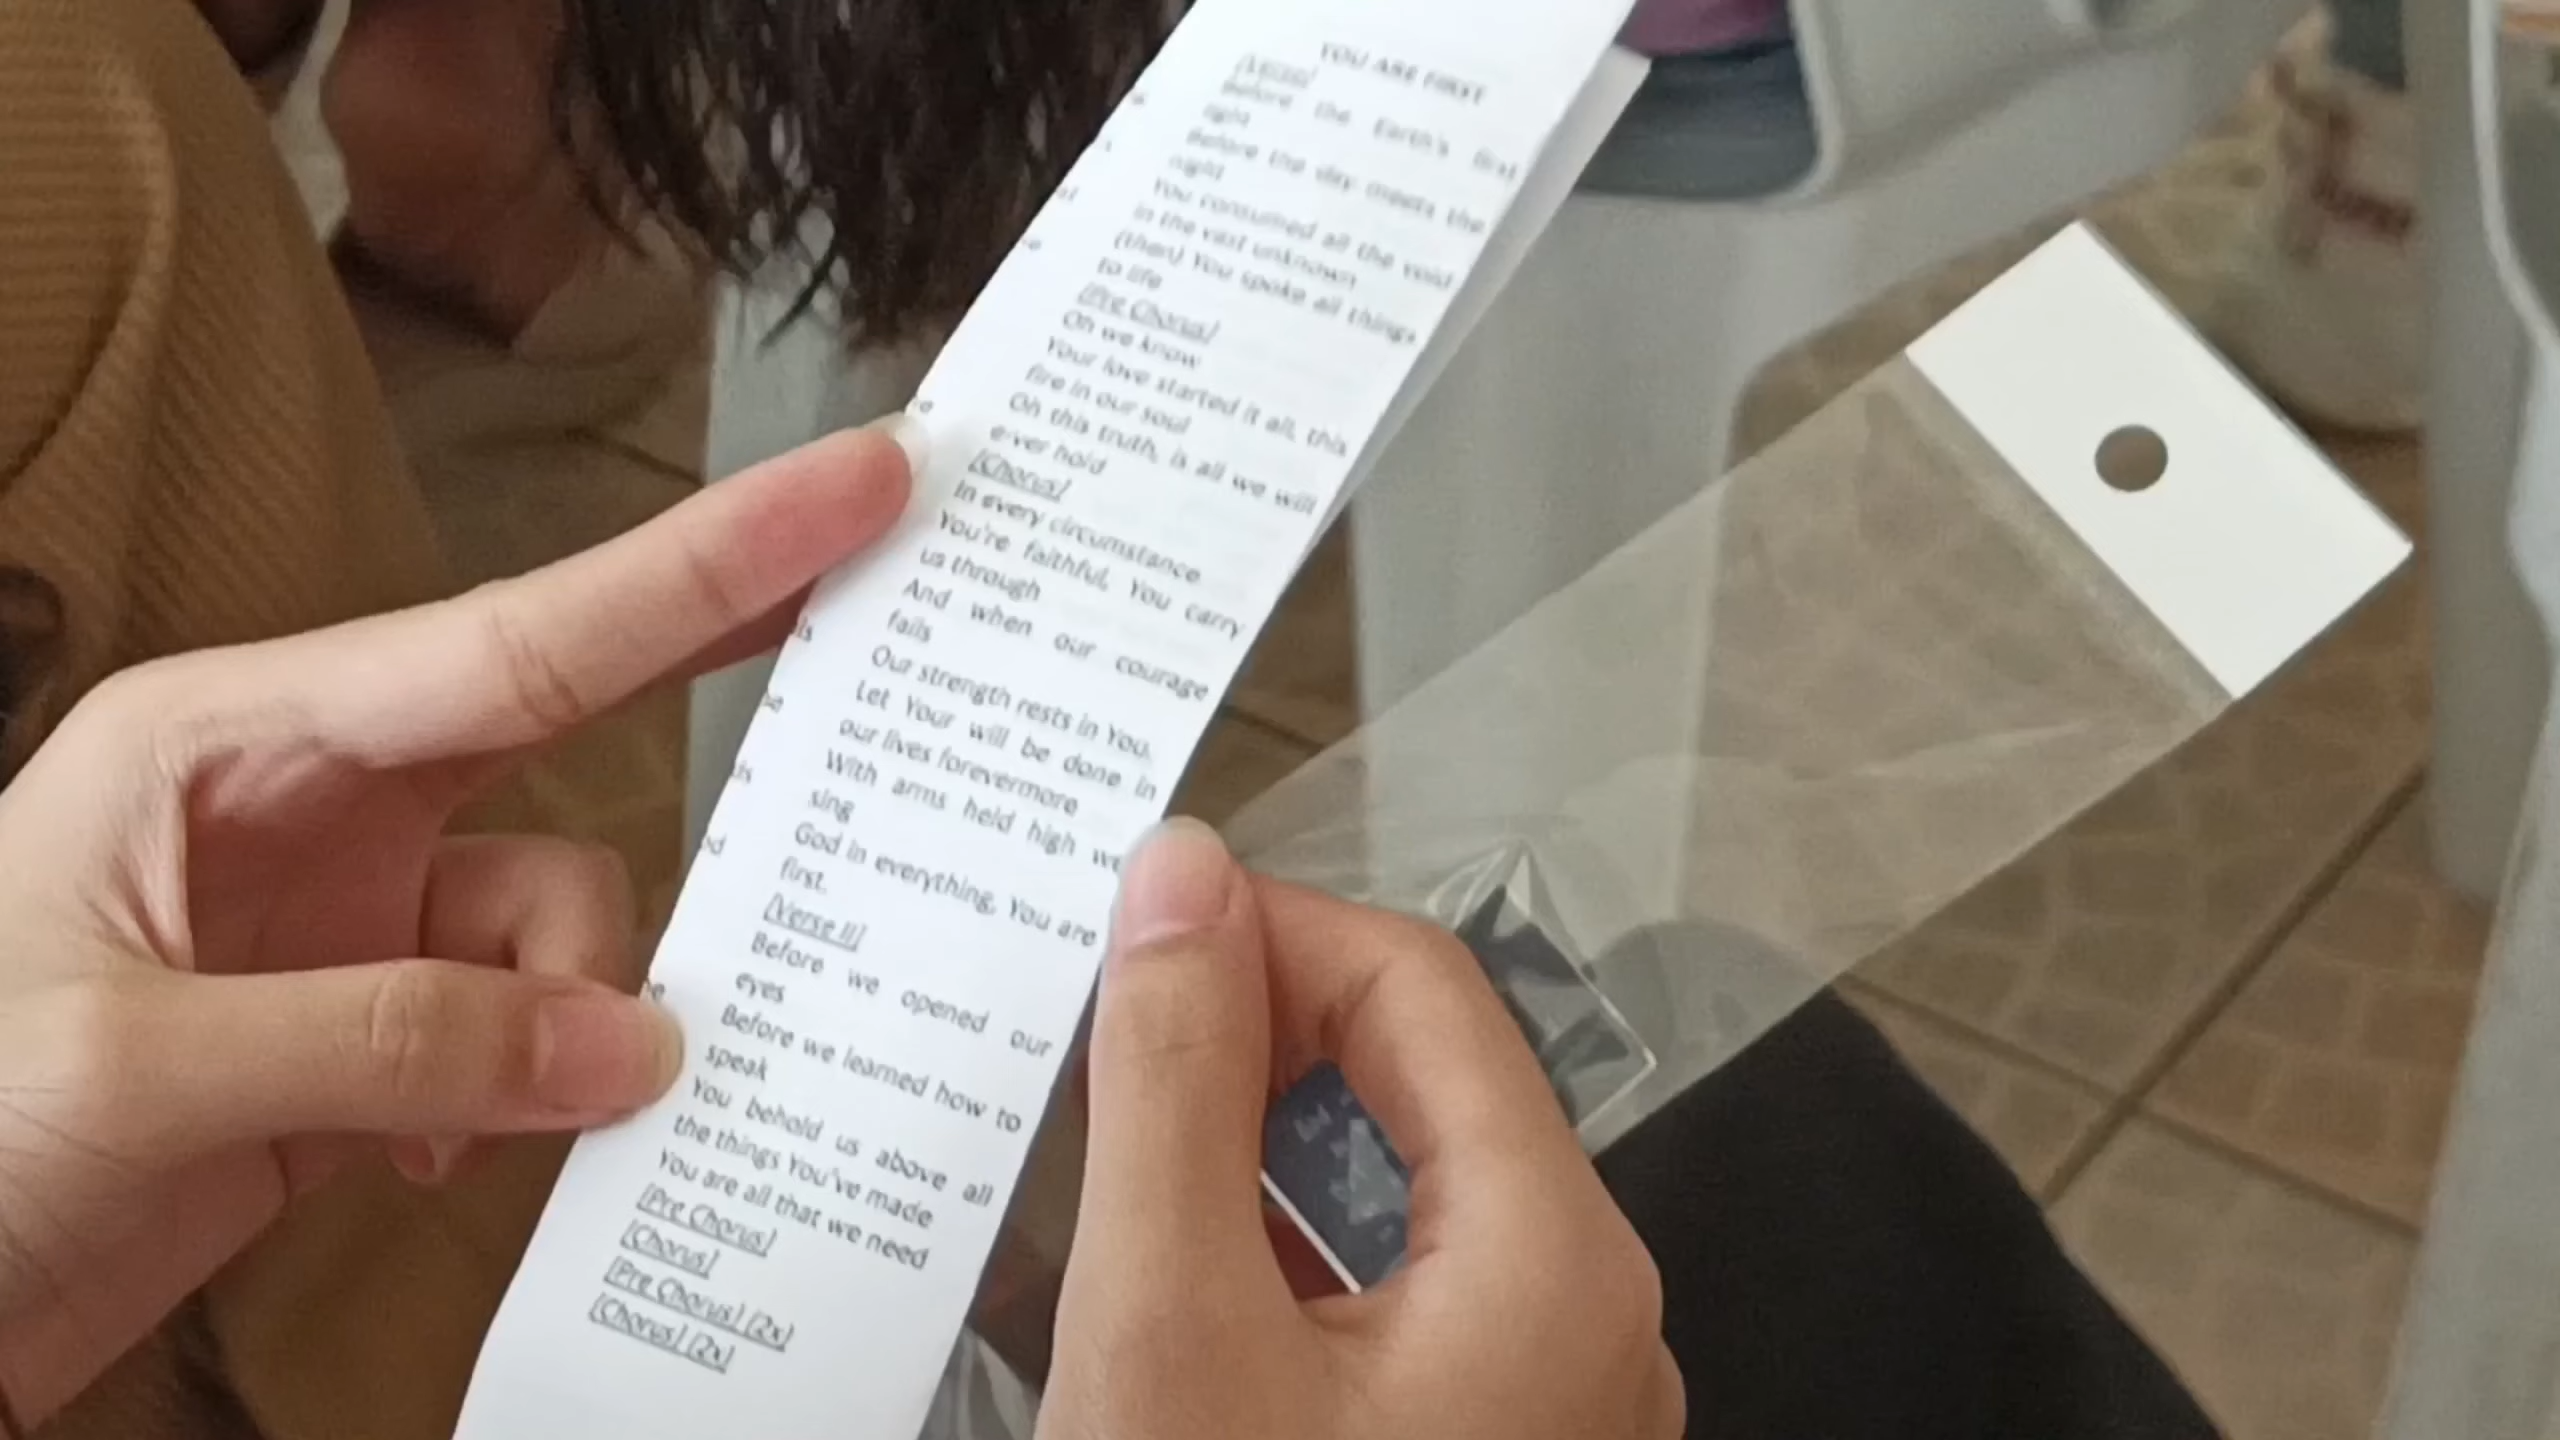 YOU ARE FIRST
[Verse]
Before the Earth's first
light
Before the day meets the
night
You consumed all the void
in the vast unknown
(then) You spoke all things
to life
[Pre Chorus]
Oh we know
Your love started it all, this
fire in our soul
Oh this truth, is all we will
ever hold
[Chorus]
In every circumstance
You're faithful, You carry
us through
And when our courage
fails
Our strength rests in You.
Let Your will be done in
our lives forevermore
With arms held high we
sing
God in everything, You are
first.
[Verse II]
Before we opened our
eyes
Before we learned how to
speak
You behold us above all
the things You've made
You are all that we need
[Pre Chorus]
[Chorus]
[Pre Chorus] (2x)
[Chorus] (2x)